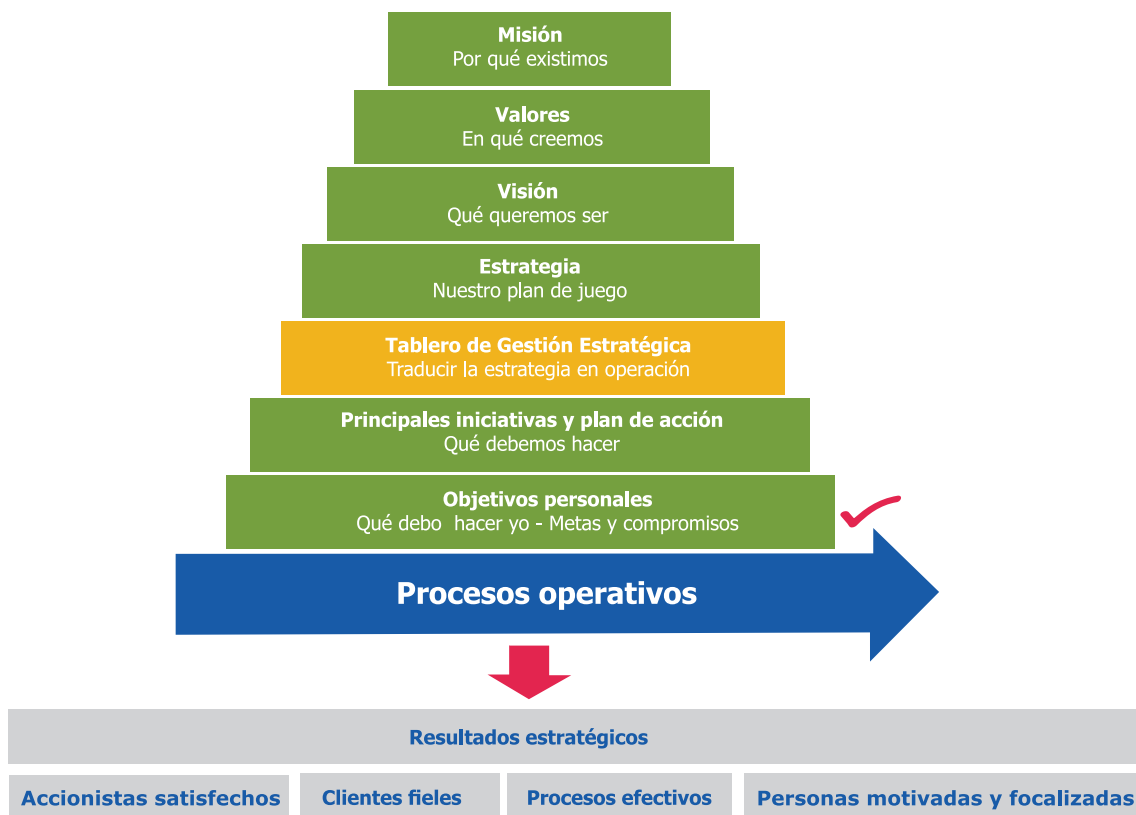 Misión
Por qué existimos
Valores
En qué creemos
Visión
Qué queremos ser
Estrategia
Nuestro plan de juego
Tablero de Gestión Estratégica
Traducir la estrategia en operación
Principales iniciativas y plan de acción
Qué debemos hacer
Objetivos personales
Qué debo hacer yo - Metas y compromisos
Procesos operativos
Resultados estratégicos
Accionistas satisfechos
Clientes fieles
Procesos efectivos
Personas motivadas y focalizadas